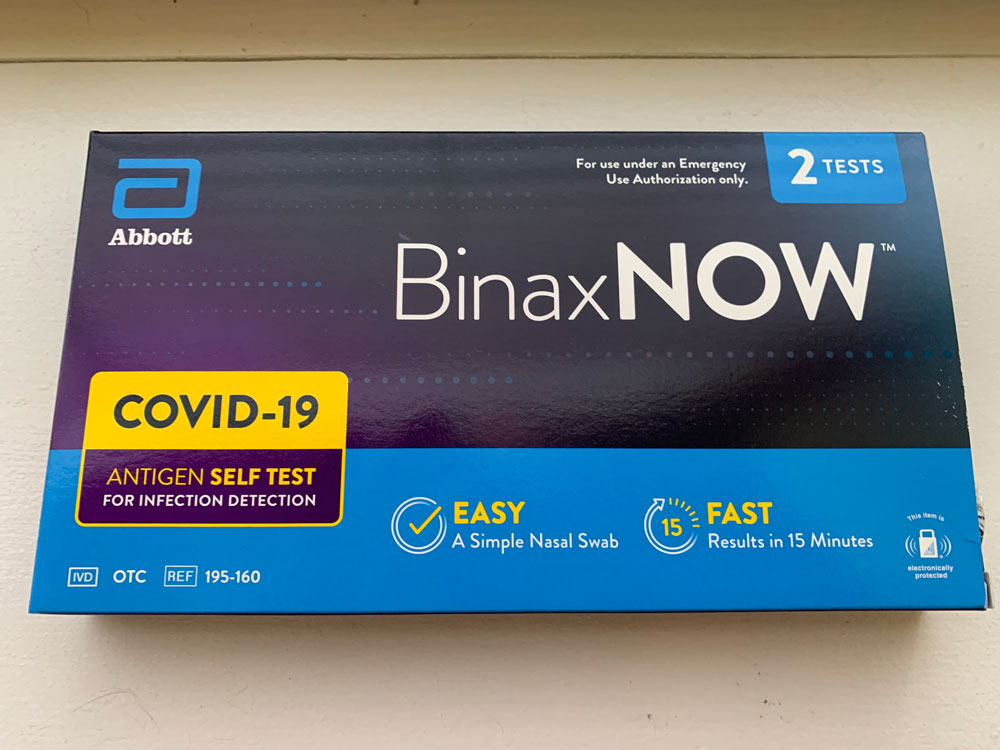 Abbott
For use under an Emergency
Use Authorization only.
2 TESTS
BinaxNOW™
COVID-19
ANTIGEN SELF TEST
FOR INFECTION DETECTION
EASY
A Simple Nasal Swab
15
FAST
Results in 15 Minutes
This item is
electronically
protected
IVD OTC REF 195-160